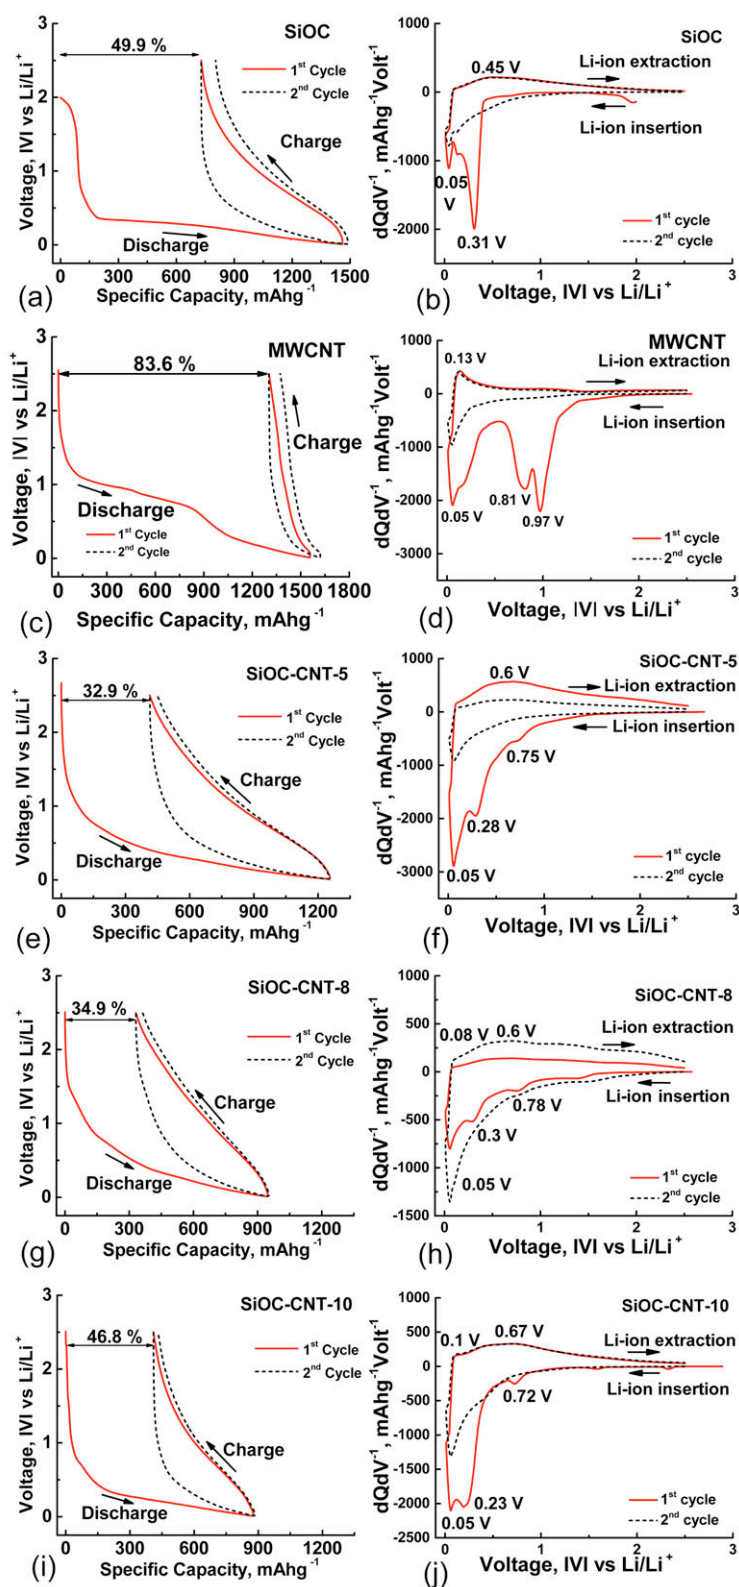 SiOC
49.9 %
1st Cycle
2nd Cycle
Charge
Discharge
Voltage, IVI vs Li/Li+
3
2
1
0
0 300 600 900 1200 1500
Specific Capacity, mAhg-1
(a)
SiOC
0.45 V
Li-ion extraction
Li-ion insertion
0.05
V
0.31
1st cycle
2nd cycle
dQdV-1, mAhg-1Volt-1
1000
0
-1000
-2000
0 1 2 3
Voltage, IVI vs Li/Li+
(b)
MWCNT
83.6 %
Charge
Discharge
1st Cycle
2nd Cycle
Voltage, |V| vs Li/Li+
3
2
1
0
0 300 600 900 1200 1500 1800
Specific Capacity, mAhg-1
(c)
MWCNT
0.13 V
Li-ion extraction
Li-ion insertion
0.05 V
0.81 V
0.97 V
1st cycle
2nd cycle
dQdV-1, mAhg-1Volt-1
1000
0
-1000
-2000
-3000
0 1 2 3
Voltage, |V| vs Li/Li+
(d)
SiOC-CNT-5
32.9 %
1st Cycle
2nd Cycle
Charge
Discharge
Voltage, IVI vs Li/Li+
3
2
1
0
0 300 600 900 1200
Specific Capacity, mAhg-1
(e)
SiOC-CNT-5
0.6 V
Li-ion extraction
Li-ion insertion
0.75 V
0.28 V
0.05 V
1st cycle
2nd cycle
dQdV-1, mAhg-1Volt-1
1000
0
-1000
-2000
-3000
0 1 2 3
Voltage, IVI vs Li/Li+
(f)
SiOC-CNT-8
34.9 %
1st Cycle
2nd Cycle
Charge
Discharge
Voltage, IVI vs Li/Li+
3
2
1
0
0 300 600 900 1200
Specific Capacity, mAhg-1
(g)
SiOC-CNT-8
0.08 V 0.6 V
Li-ion extraction
Li-ion insertion
0.78 V
0.3 V
0.05 V
1st cycle
2nd cycle
dQdV-1, mAhg-1Volt-1
1000
500
0
-500
-1000
-1500
0 1 2 3
Voltage, IVI vs Li/Li+
(h)
SiOC-CNT-10
46.8 %
1st Cycle
2nd Cycle
Charge
Discharge
Voltage, IVI vs Li/Li+
3
2
1
0
0 300 600 900 1200
Specific Capacity, mAhg-1
(i)
SiOC-CNT-10
0.1 V 0.67 V
Li-ion extraction
Li-ion insertion
0.72 V
0.23 V
0.05 V
1st cycle
2nd cycle
dQdV-1, mAhg-1Volt-1
1000
500
0
-500
-1000
-1500
-2000
-2500
0 1 2 3
Voltage, IVI vs Li/Li+
(j)